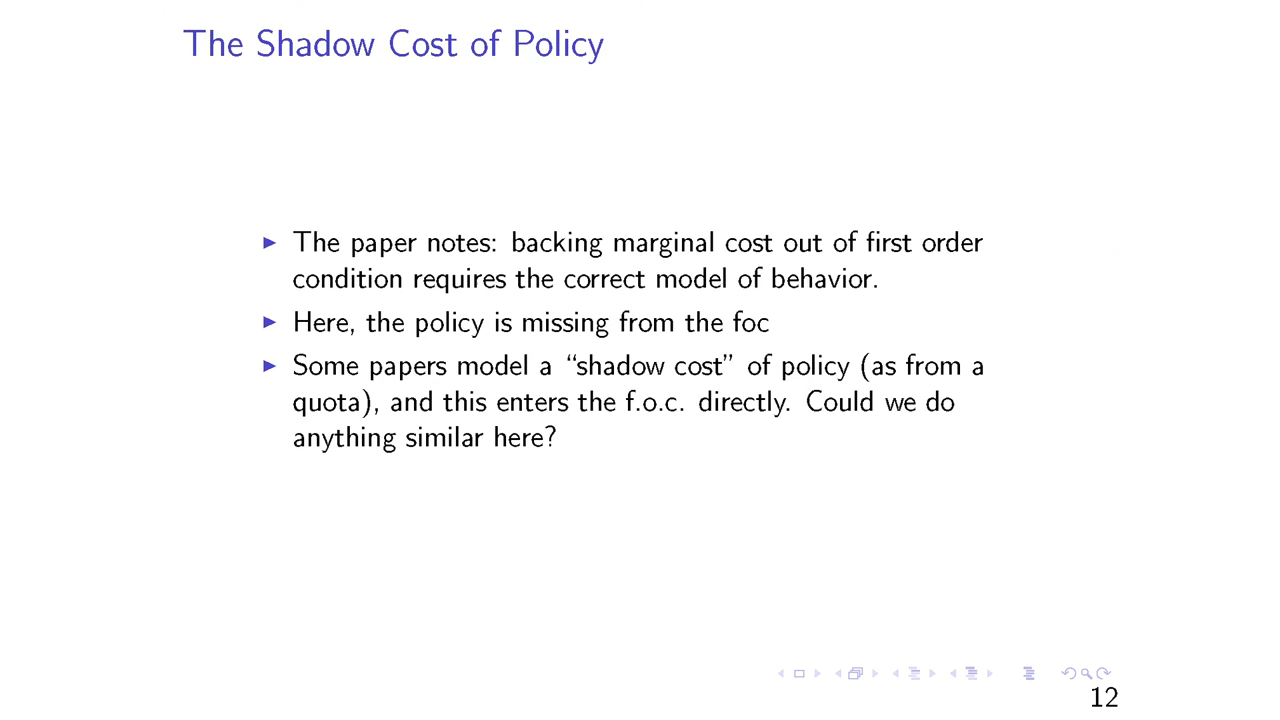 The Shadow Cost of Policy
The paper notes: backing marginal cost out of first order
condition requires the correct model of behavior.
Here, the policy is missing from the foc
Some papers model a “shadow cost” of policy (as from a
quota), and this enters the f.o.c. directly. Could we do
anything similar here?
12